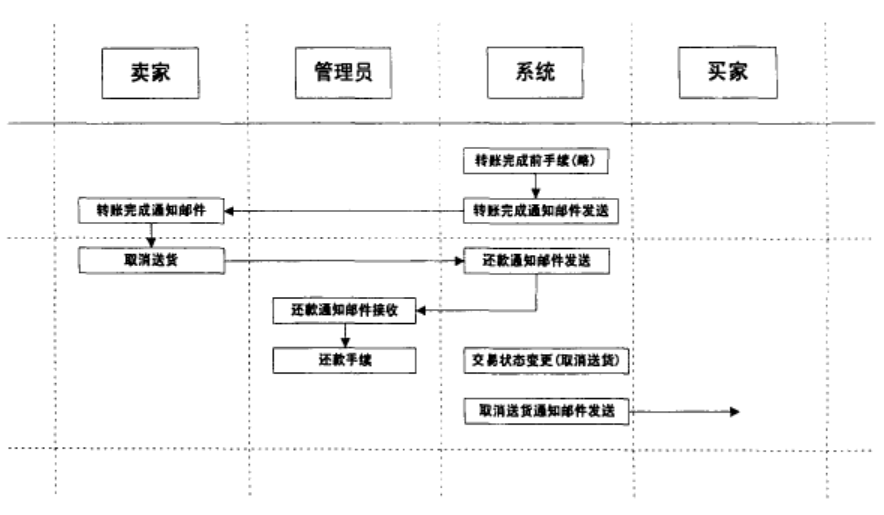 卖家
管理员
系统
买家
转账完成前手续(略)
转账完成通知邮件
转账完成通知邮件发送
取消送货
还款通知邮件发送
还款通知邮件接收
还款手续
交易状态变更(取消送货)
取消送货通知邮件发送